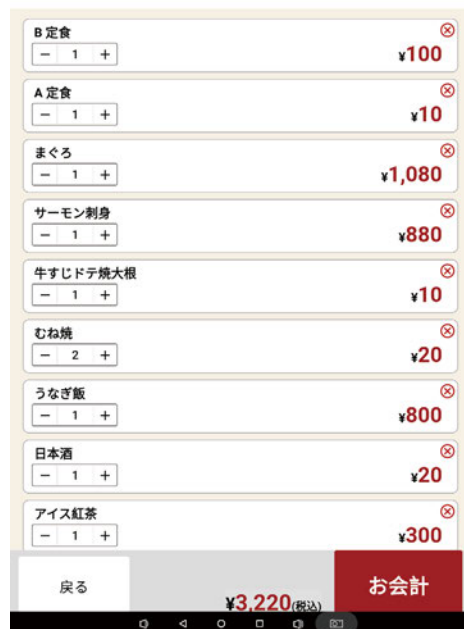 B定食
− 1 +
¥100
A定食
− 1 +
¥10
まぐろ
− 1 +
¥1,080
サーモン刺身
− 1 +
¥880
牛すじドテ焼大根
− 1 +
¥10
むね焼
− 2 +
¥20
うなぎ飯
− 1 +
¥800
日本酒
− 1 +
¥20
アイス紅茶
− 1 +
¥300
戻る
¥3,220(税込)
お会計